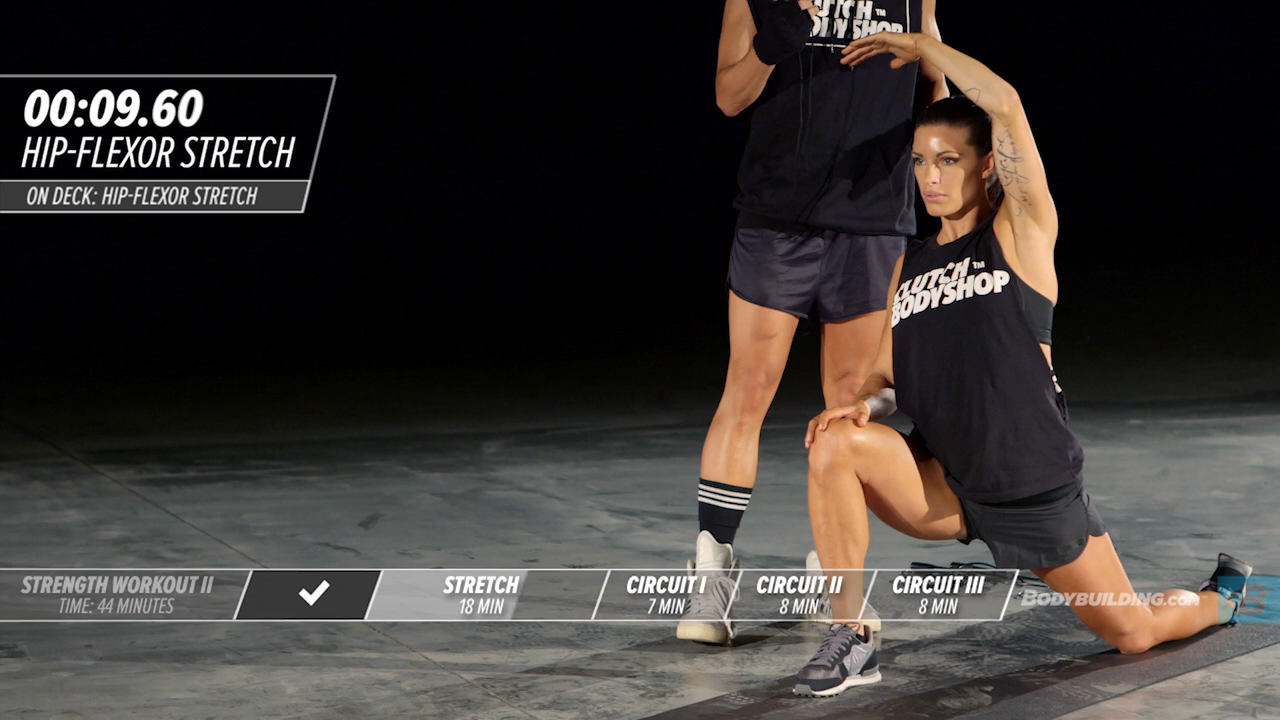 00:09.60
HIP-FLEXOR STRETCH
ON DECK: HIP-FLEXOR STRETCH
CLUTCH TM
BODYSHOP
STRENGTH WORKOUT II
TIME: 44 MINUTES
STRETCH
18 MIN
CIRCUIT I
7 MIN
CIRCUIT II
8 MIN
CIRCUIT III
8 MIN
BODYBUILDING.com
B